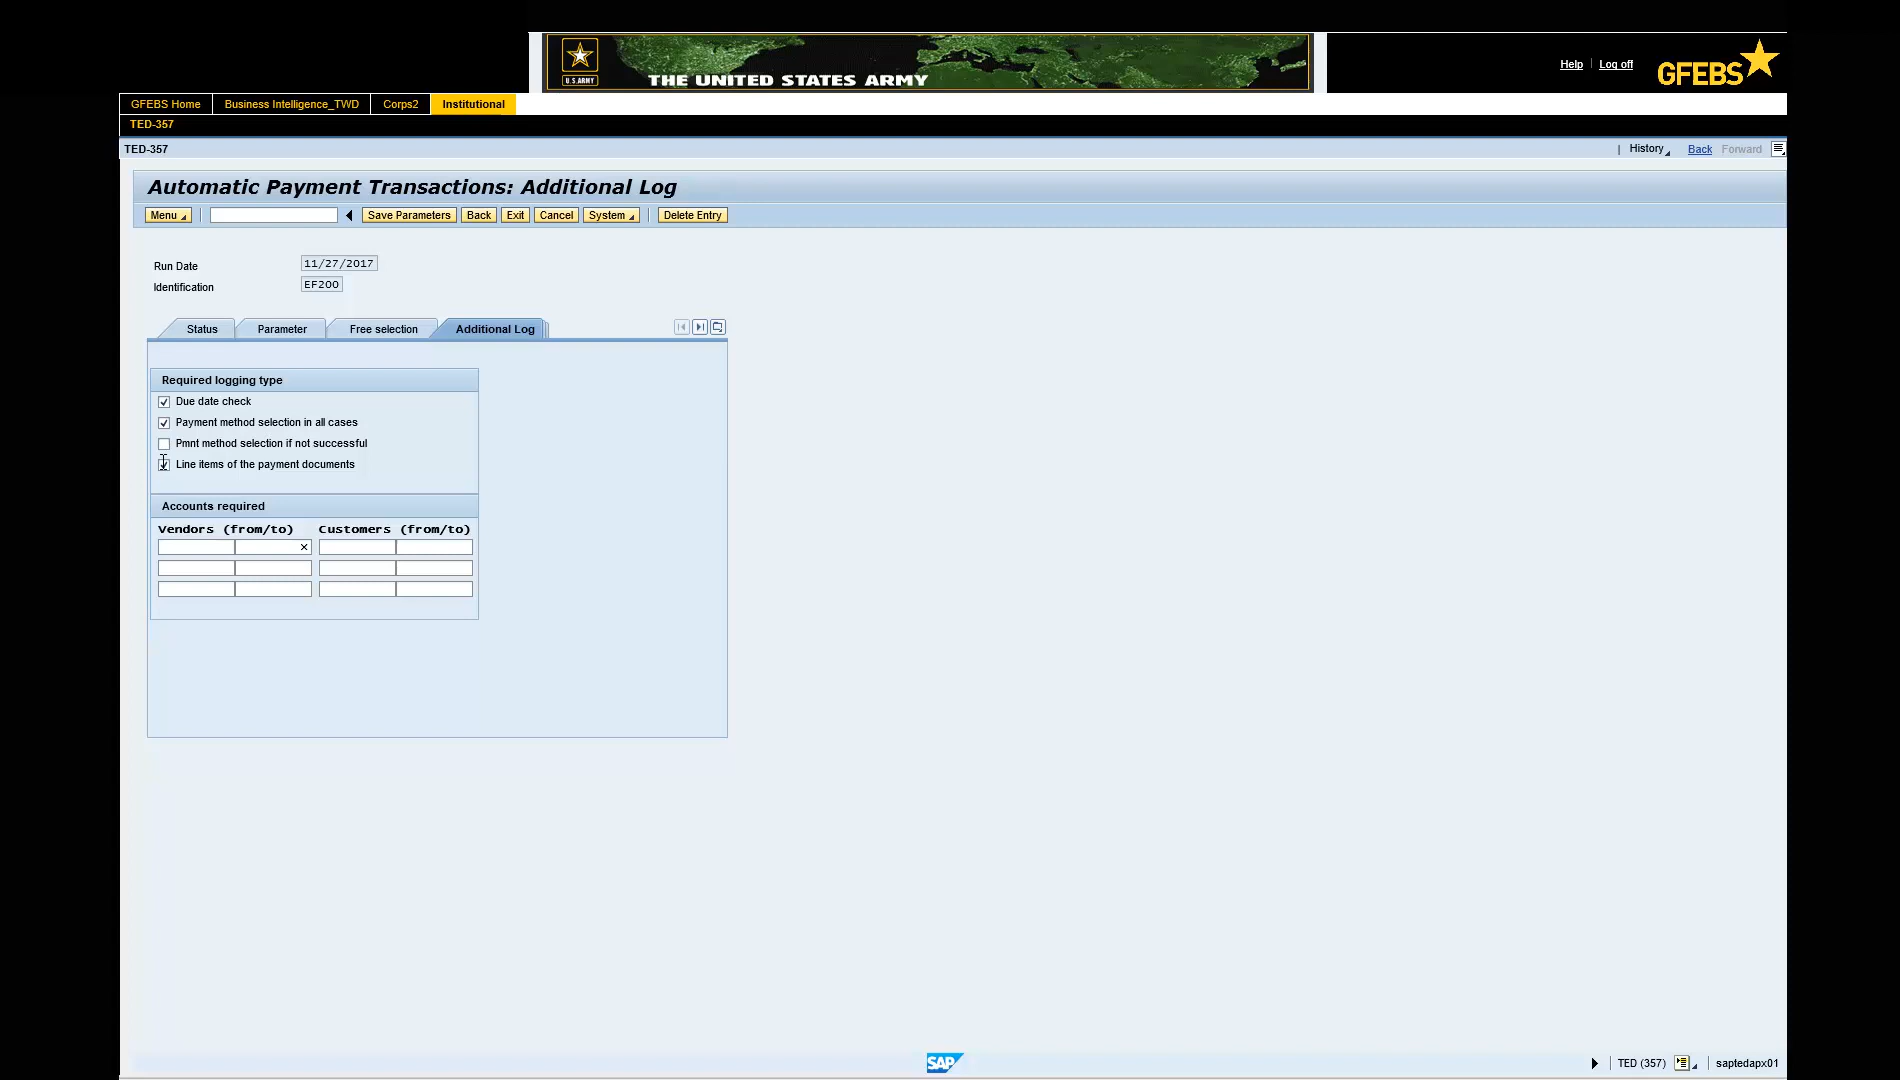 U.S.ARMY
THE UNITED STATES ARMY
Help Log off
GFEBS
GFEBS Home Business Intelligence_TWD Corps2 Institutional
TED-357
TED-357 History Back Forward
Automatic Payment Transactions: Additional Log
Menu Save Parameters Back Exit Cancel System Delete Entry
Run Date 11/27/2017
Identification EF200
Status Parameter Free selection Additional Log
Required logging type
Due date check
Payment method selection in all cases
Pmnt method selection if not successful
Line items of the payment documents
Accounts required
Vendors (from/to) Customers (from/to)
SAP TED (357) saptedapx01